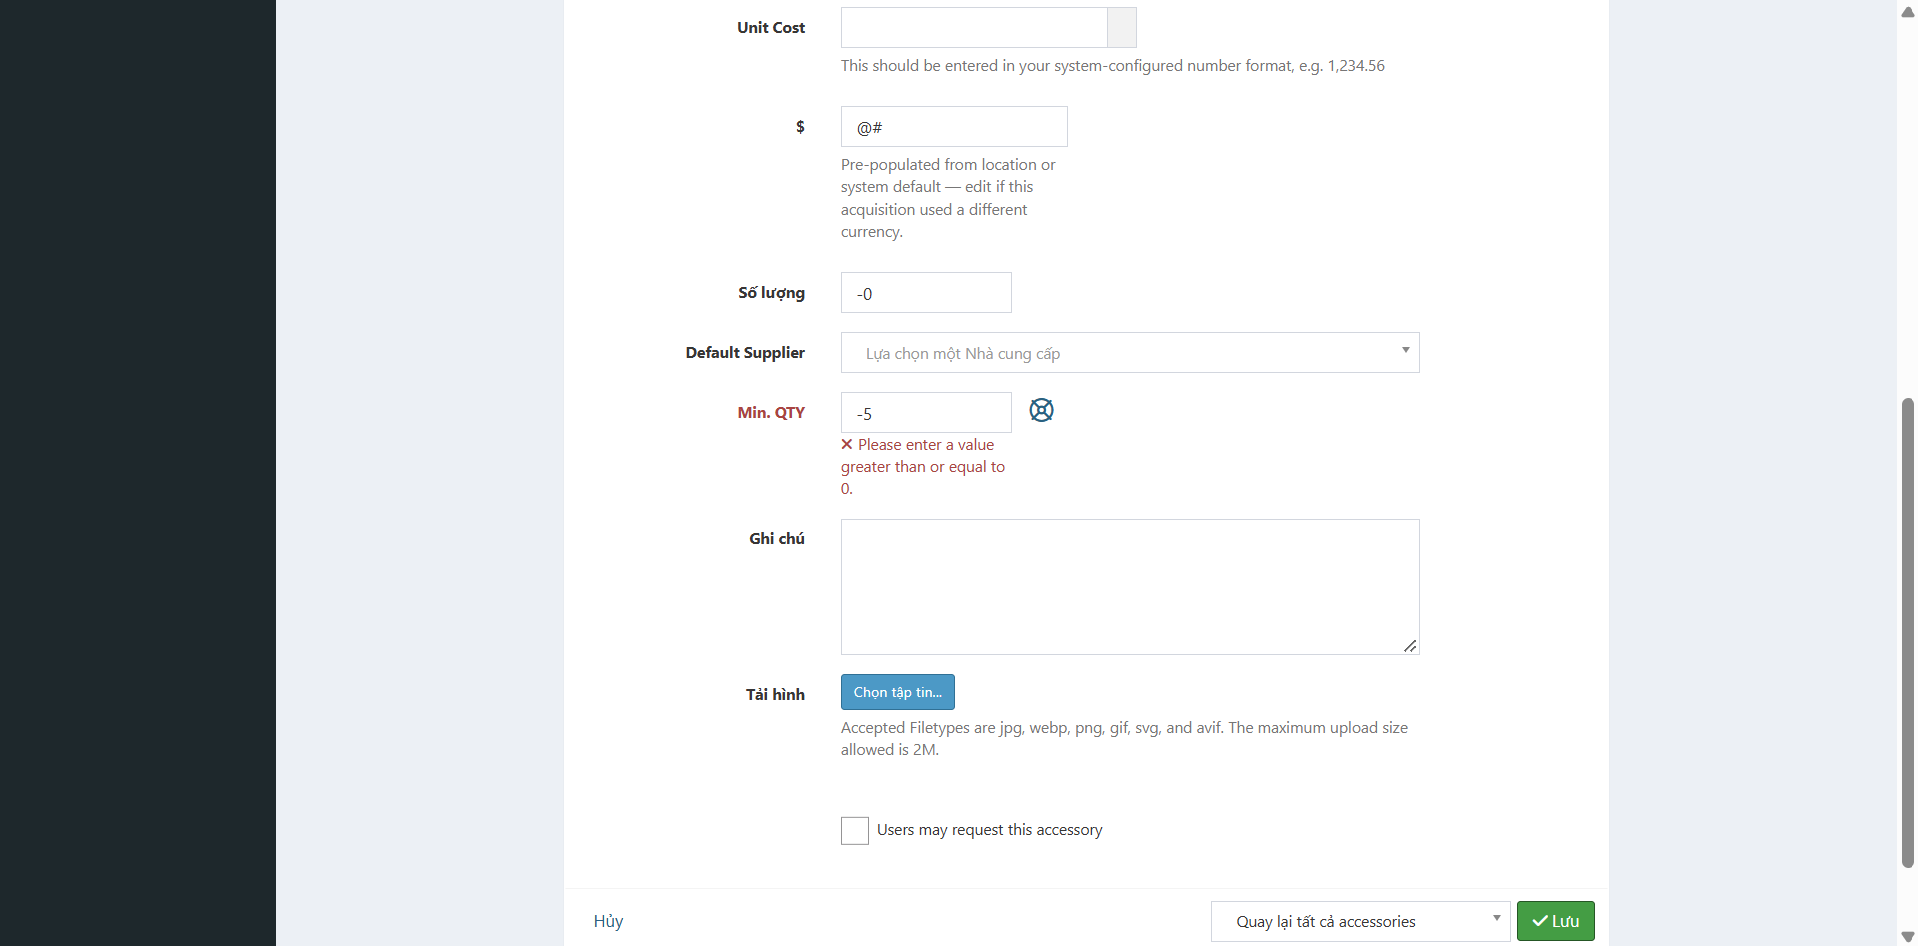 Unit Cost
This should be entered in your system-configured number format, e.g. 1,234.56
$
@#
Pre-populated from location or
system default — edit if this
acquisition used a different
currency.
Số lượng
-0
Default Supplier
Lựa chọn một Nhà cung cấp
Min. QTY
-5
Please enter a value
greater than or equal to
0.
Ghi chú
Tải hình
Chọn tập tin...
Accepted Filetypes are jpg, webp, png, gif, svg, and avif. The maximum upload size
allowed is 2M.
Users may request this accessory
Hủy
Quay lại tất cả accessories
Lưu